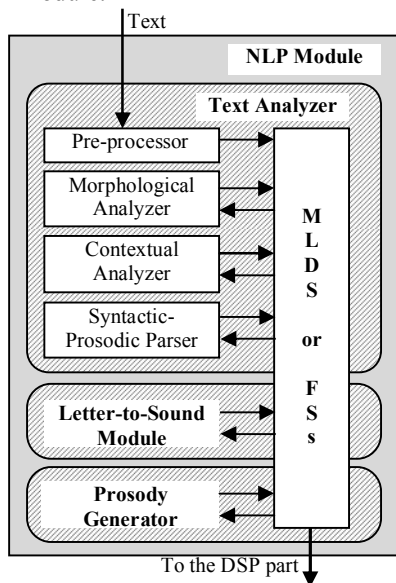 Text
NLP Module
Text Analyzer
Pre-processor
Morphological
Analyzer
Contextual
Analyzer
Syntactic-
Prosodic Parser
M
L
D
S
or
F
S
s
Letter-to-Sound
Module
Prosody
Generator
To the DSP part